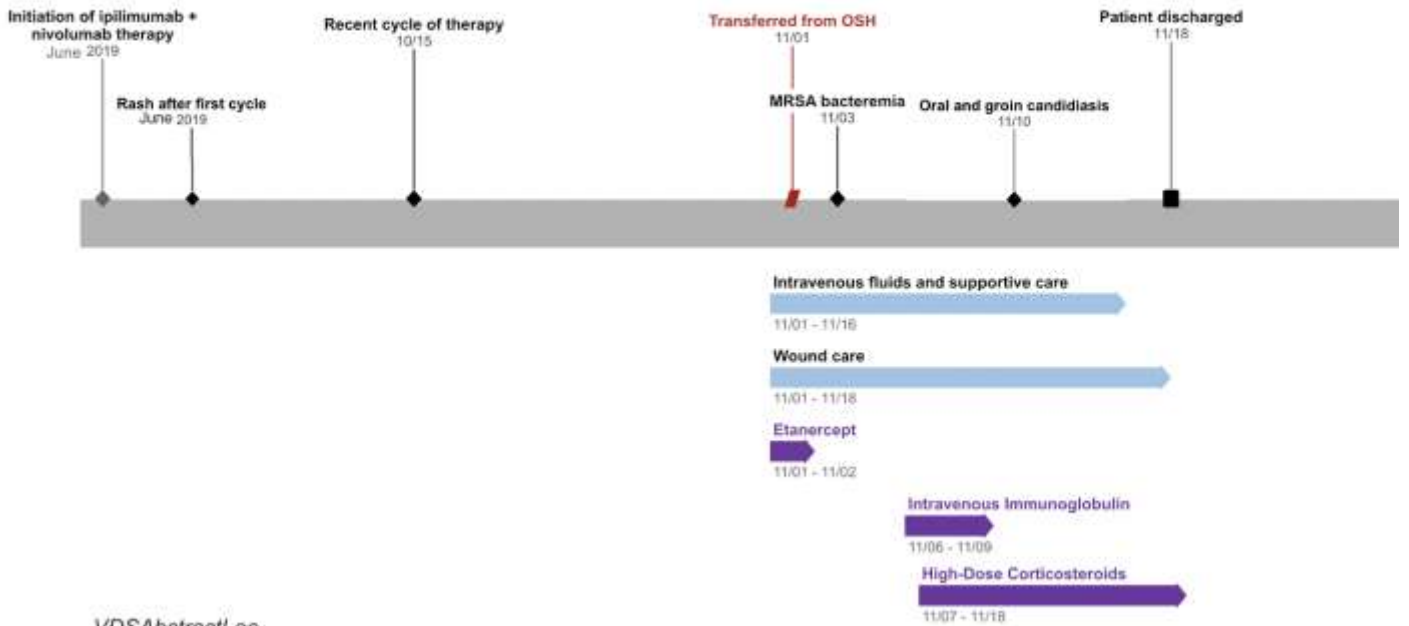 Initiation of ipilimumab +
nivolumab therapy
June 2019
Rash after first cycle
June 2019
Recent cycle of therapy
10/15
Transferred from OSH
11/01
MRSA bacteremia
11/03
Oral and groin candidiasis
11/10
Patient discharged
11/18
Intravenous fluids and supportive care
11/01 - 11/16
Wound care
11/01 - 11/18
Etanercept
11/01 - 11/02
Intravenous Immunoglobulin
11/06 - 11/09
High-Dose Corticosteroids
11/07 - 11/18